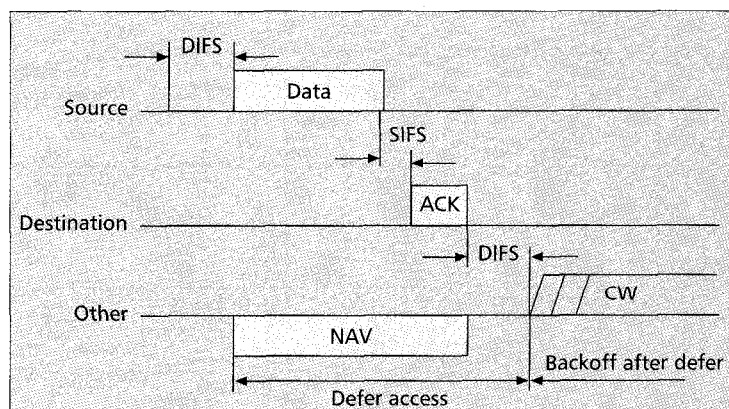 DIFS
Data
Source
SIFS
ACK
Destination
DIFS
CW
Other
NAV
Backoff after defer
Defer access